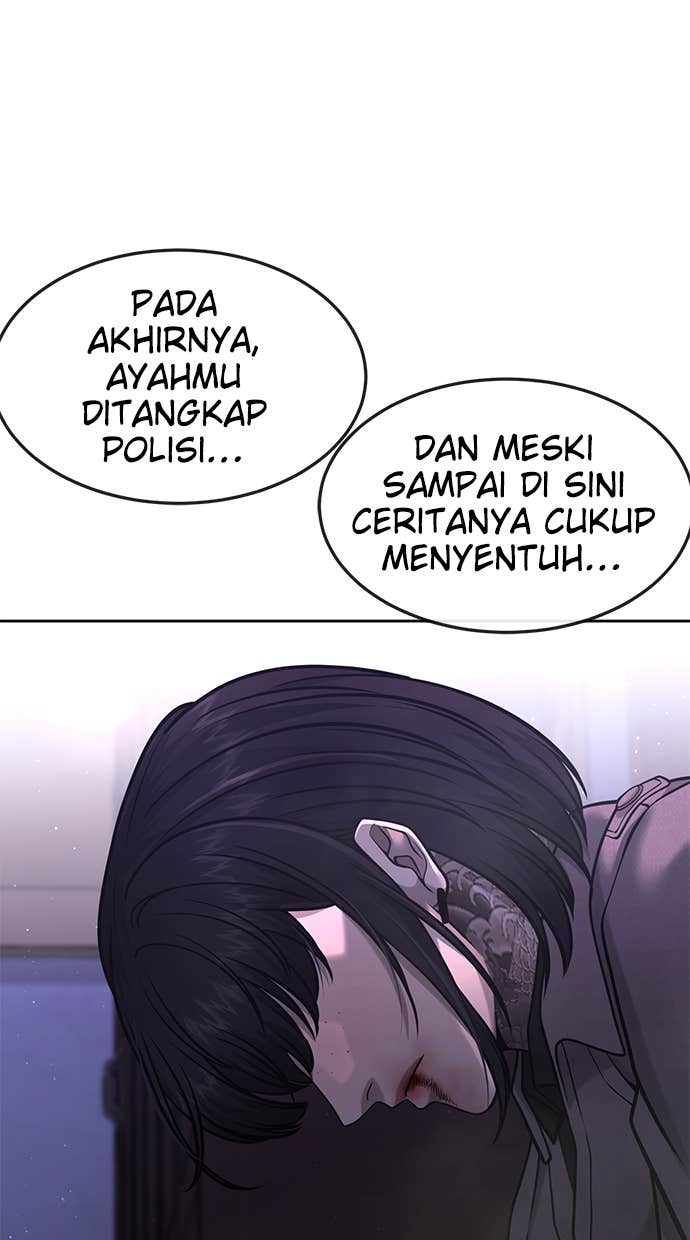 PADA
AKHIRNYA,
AYAHMU
DITANGKAP
POLISI...
DAN MESKI
SAMPAI DI SINI
CERITANYA CUKUP
MENYENTUH...